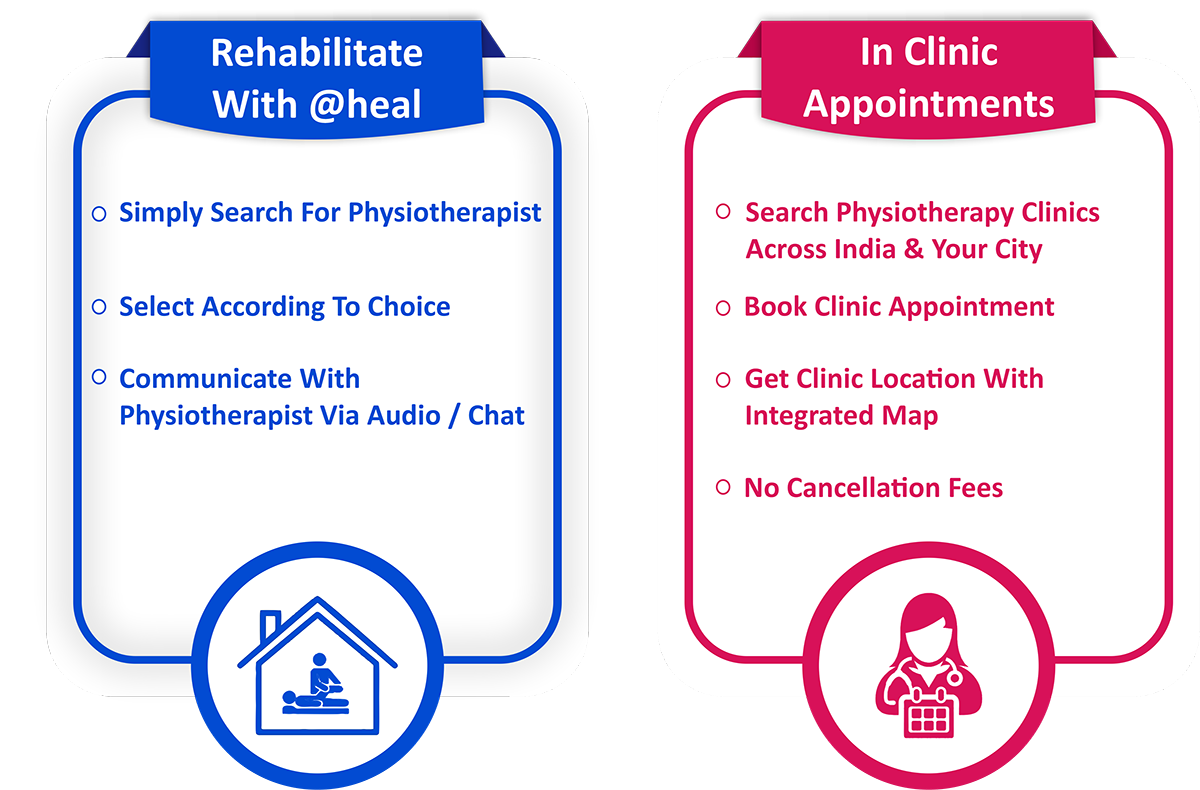 Rehabilitate
With @heal
Simply Search For Physiotherapist
Select According To Choice
Communicate With
Physiotherapist Via Audio / Chat
In Clinic
Appointments
Search Physiotherapy Clinics
Across India & Your City
Book Clinic Appointment
Get Clinic Location With
Integrated Map
No Cancellation Fees